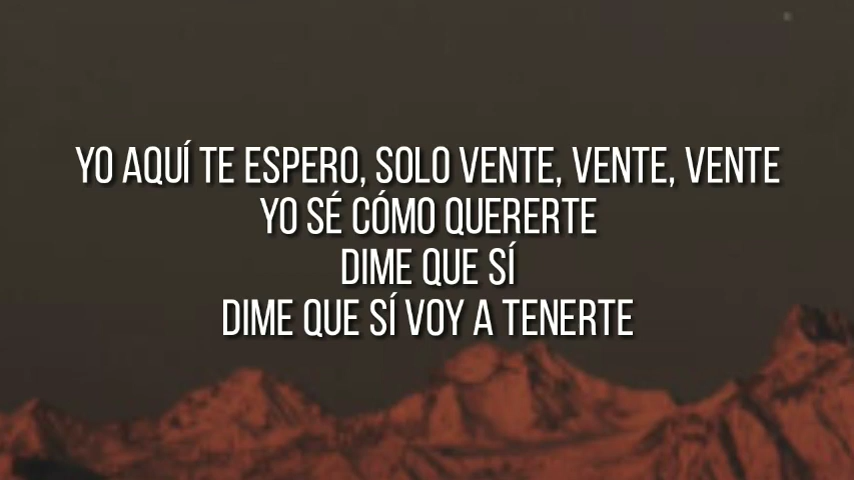 YO AQUÍ TE ESPERO, SOLO VENTE, VENTE, VENTE
YO SÉ CÓMO QUERERTE
DIME QUE SÍ
DIME QUE SÍ VOY A TENERTE